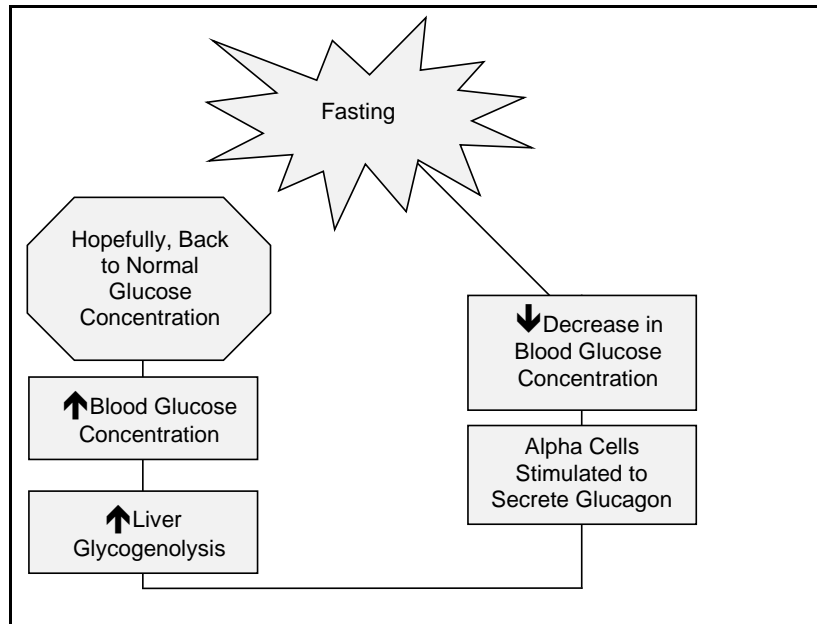 Fasting
🡻Decrease in
Blood Glucose
Concentration
Alpha Cells
Stimulated to
Secrete Glucagon
🡹Liver
Glycogenolysis
🡹Blood Glucose
Concentration
Hopefully, Back
to Normal
Glucose
Concentration